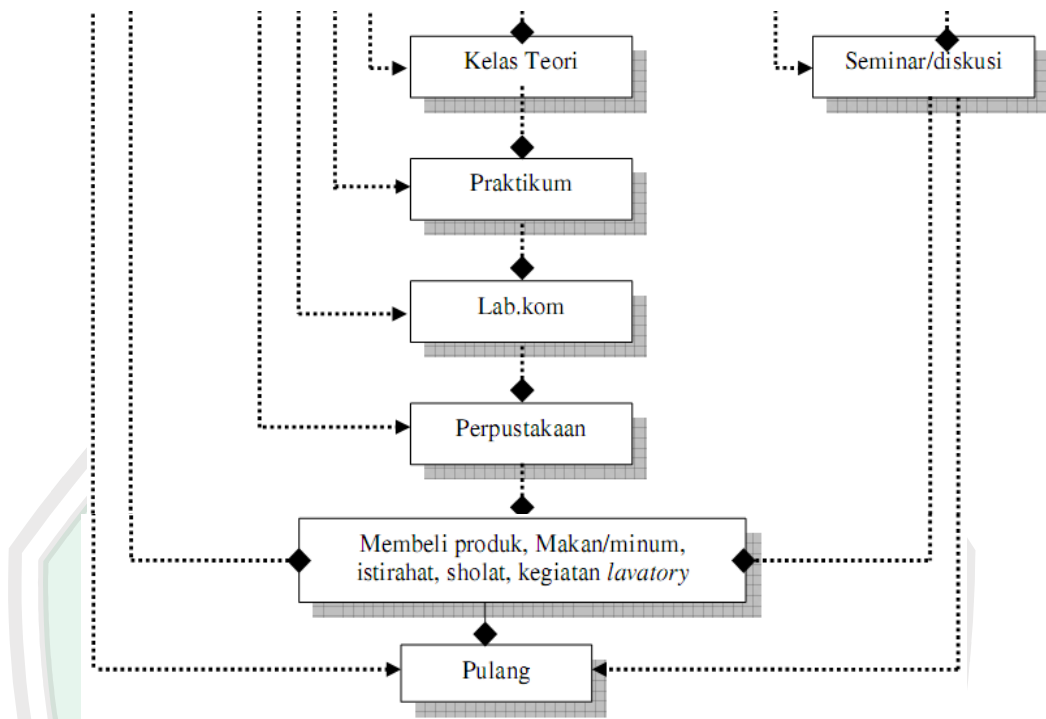 Kelas Teori
Seminar/diskusi
Praktikum
Lab.kom
Perpustakaan
Membeli produk, Makan/minum,
istirahat, sholat, kegiatan lavatory
Pulang